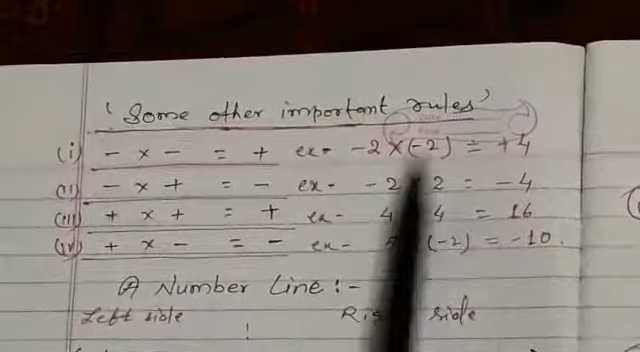 'Some other important rules'
(i) - x - = + ex- -2 x (-2) = +4
(ii) - x + = - ex- -2 2 = -4
(iii) + x + = + ex- 4 4 = 16
(iv) + x - = - ex- (-2) = -10.
Number Line :-
Left side side